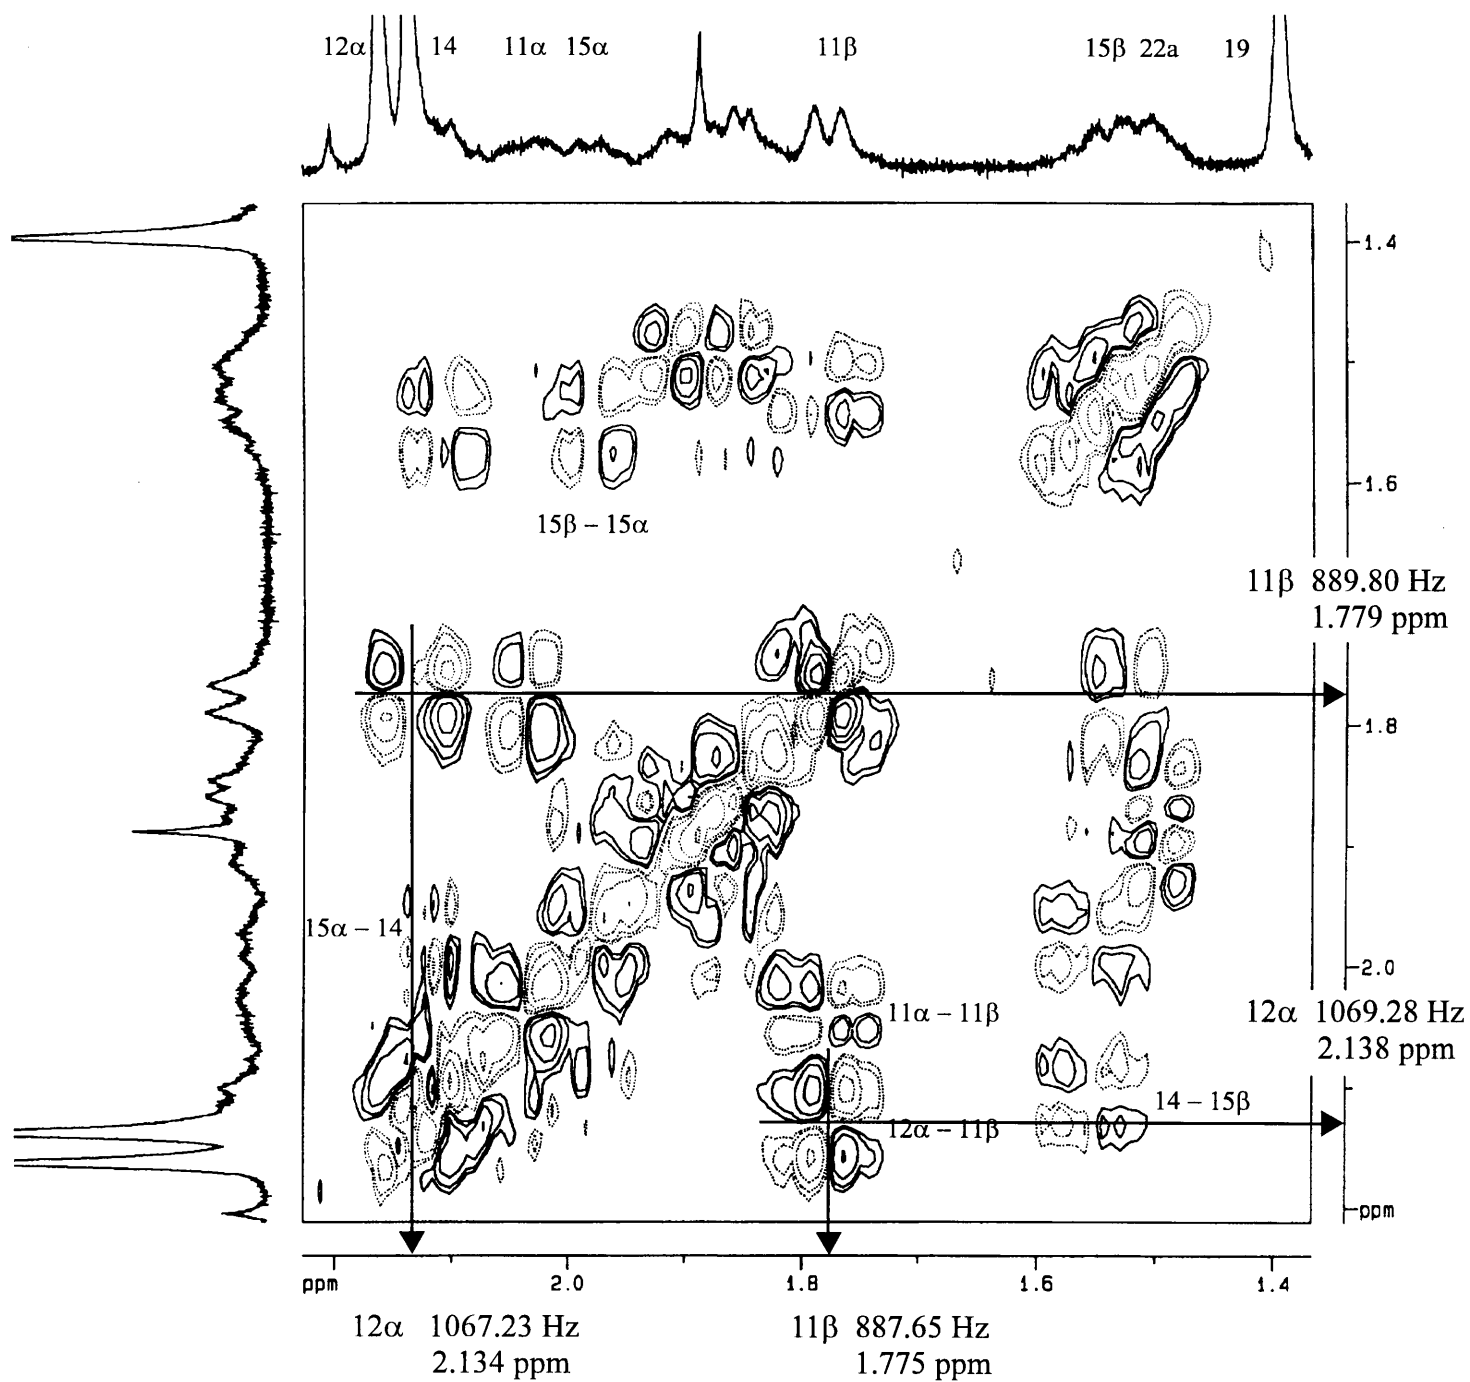 12α 14 11α 15α 11β 15β 22a 19
1.4
15β – 15α
1.6
11β 889.80 Hz
1.779 ppm
1.8
15α – 14
2.0
11α – 11β
12α 1069.28 Hz
2.138 ppm
14 – 15β
12α – 11β
ppm
ppm 2.0 1.8 1.6 1.4
12α 1067.23 Hz 11β 887.65 Hz
2.134 ppm 1.775 ppm